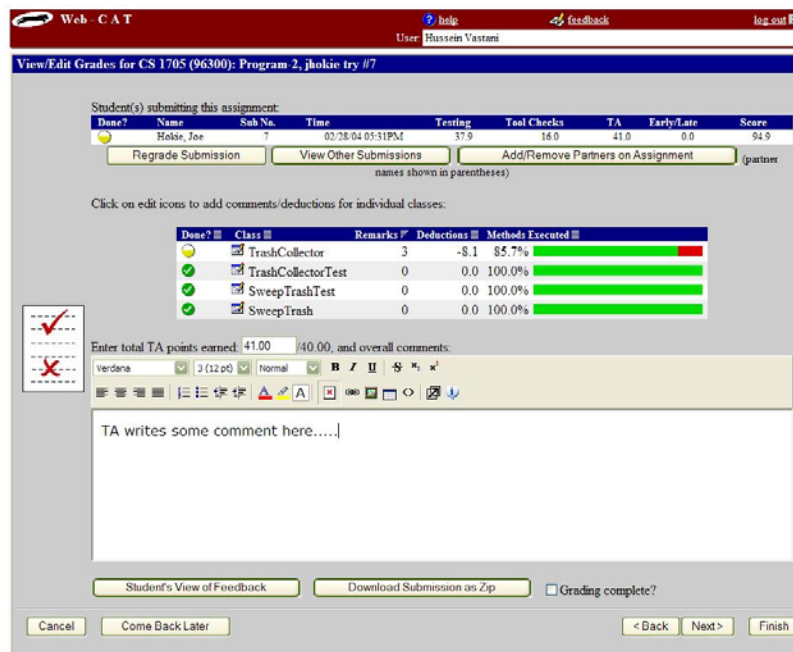 Web-CAT ? help feedback log out
User: Hussein Vastani
View/Edit Grades for CS 1705 (96300): Program-2, jhokie try #7
Student(s) submitting this assignment:
Done? Name Sub No. Time Testing Tool Checks TA Early/Late Score
Hokie, Joe 7 02/28/04 05:31PM 37.9 16.0 41.0 0.0 94.9
Regrade Submission View Other Submissions Add/Remove Partners on Assignment (partner
names shown in parentheses)
Click on edit icons to add comments/deductions for individual classes:
Done? Class Remarks Deductions Methods Executed
TrashCollector 3 -8.1 85.7%
TrashCollectorTest 0 0.0 100.0%
SweepTrashTest 0 0.0 100.0%
SweepTrash 0 0.0 100.0%
Enter total TA points earned: 41.00 /40.00, and overall comments:
Verdana 3 (12 pt) Normal B I U S x₂ x²
A A
TA writes some comment here.....
Student's View of Feedback Download Submission as Zip Grading complete?
Cancel Come Back Later < Back Next > Finish